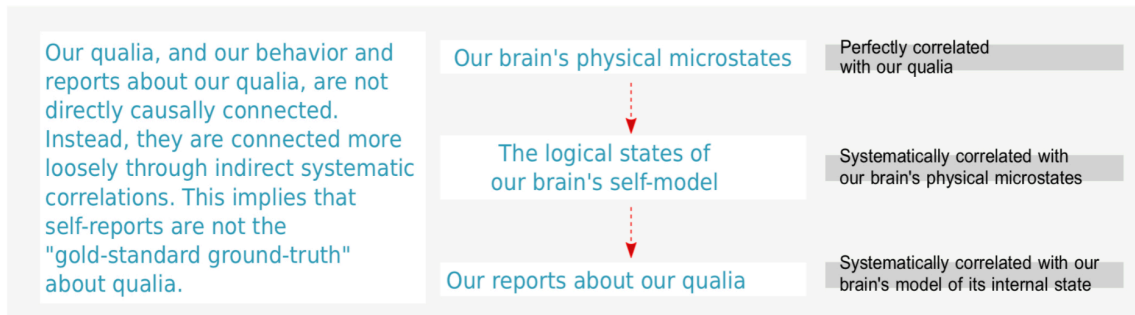 Our qualia, and our behavior and
reports about our qualia, are not
directly causally connected.
Instead, they are connected more
loosely through indirect systematic
correlations. This implies that
self-reports are not the
"gold-standard ground-truth"
about qualia.
Our brain's physical microstates
Perfectly correlated
with our qualia
The logical states of
our brain's self-model
Systematically correlated with
our brain's physical microstates
Our reports about our qualia
Systematically correlated with our
brain's model of its internal state